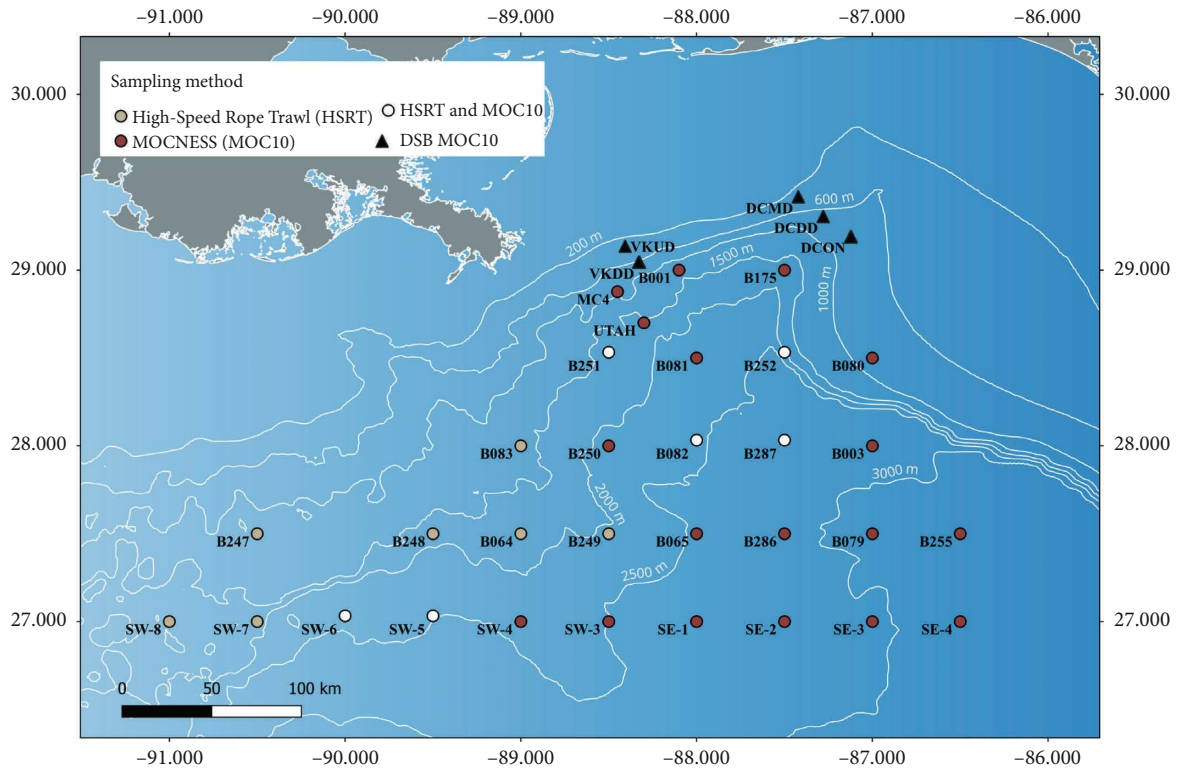 −91.000 −90.000 −89.000 −88.000 −87.000 −86.000
Sampling method
High-Speed Rope Trawl (HSRT)
MOCNESS (MOC10)
HSRT and MOC10
DSB MOC10
30.000 30.000
600 m
DCMD
DCDD
200 m
VKUD
DCON
29.000 29.000
VKDD
B001
1500 m
B175
1000 m
MC4
UTAH
B251 B081 B252 B080
28.000 28.000
B083 B250 B082 B287 B003
3000 m
2000 m
B247 B248 B064 B249 B065 B286 B079 B255
2500 m
27.000 27.000
SW-8 SW-7 SW-6 SW-5 SW-4 SW-3 SE-1 SE-2 SE-3 SE-4
0 50 100 km
−91.000 −90.000 −89.000 −88.000 −87.000 −86.000